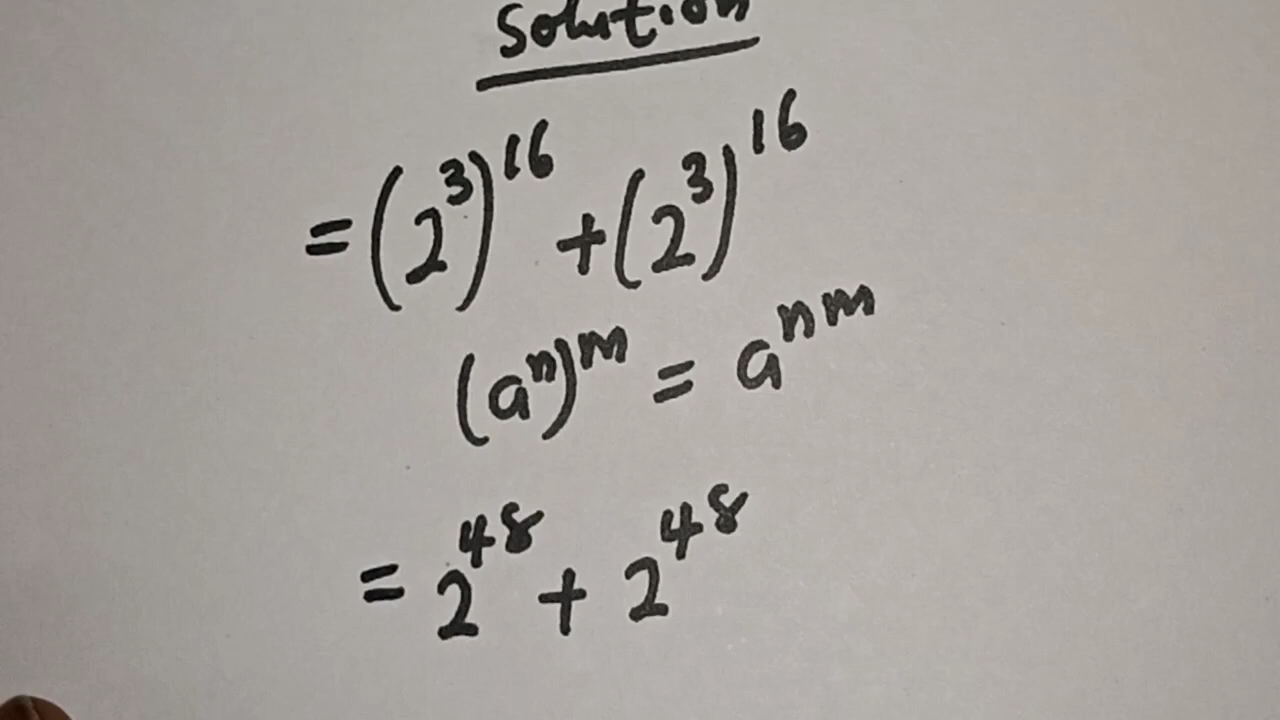 Solution
= (2³)¹⁶ + (2³)¹⁶
(aⁿ)ᵐ = aⁿᵐ
= 2⁴⁸ + 2⁴⁸